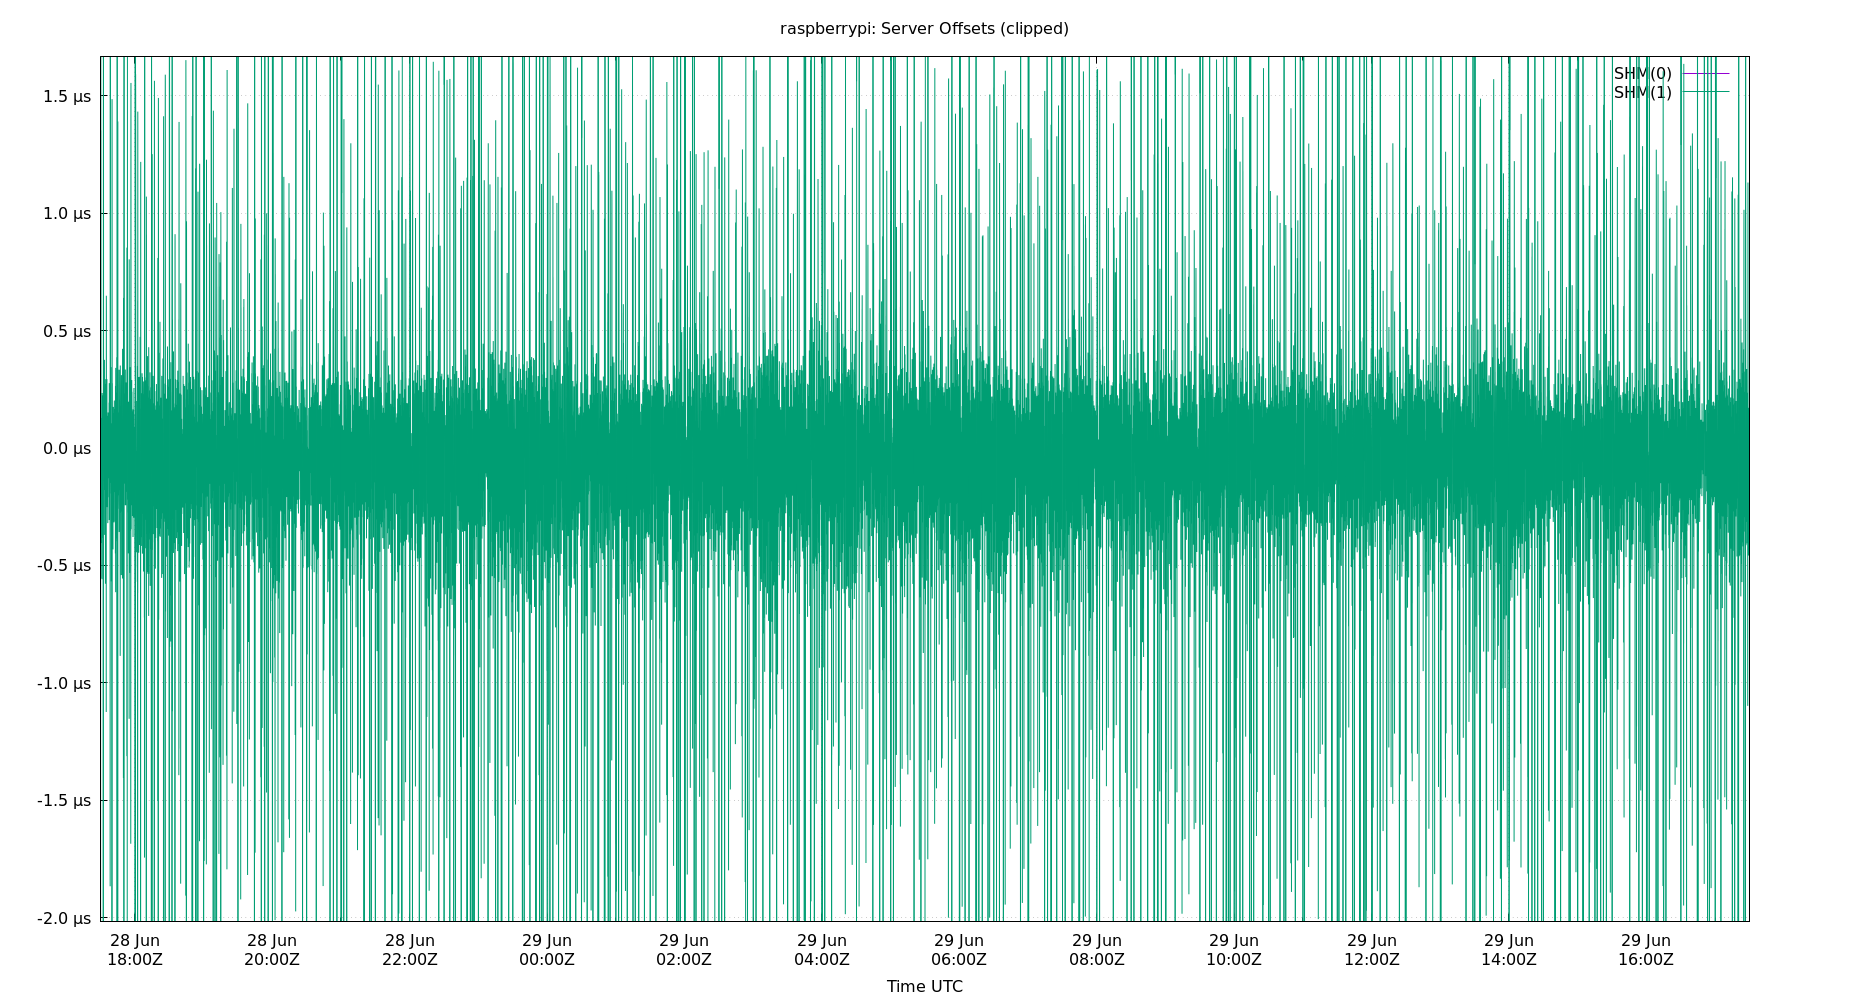 raspberrypi: Server Offsets (clipped)
SHM(0)
SHM(1)
1.5 µs
1.0 µs
0.5 µs
0.0 µs
-0.5 µs
-1.0 µs
-1.5 µs
-2.0 µs
28 Jun 28 Jun 28 Jun 29 Jun 29 Jun 29 Jun 29 Jun 29 Jun 29 Jun 29 Jun 29 Jun 29 Jun
18:00Z 20:00Z 22:00Z 00:00Z 02:00Z 04:00Z 06:00Z 08:00Z 10:00Z 12:00Z 14:00Z 16:00Z
Time UTC